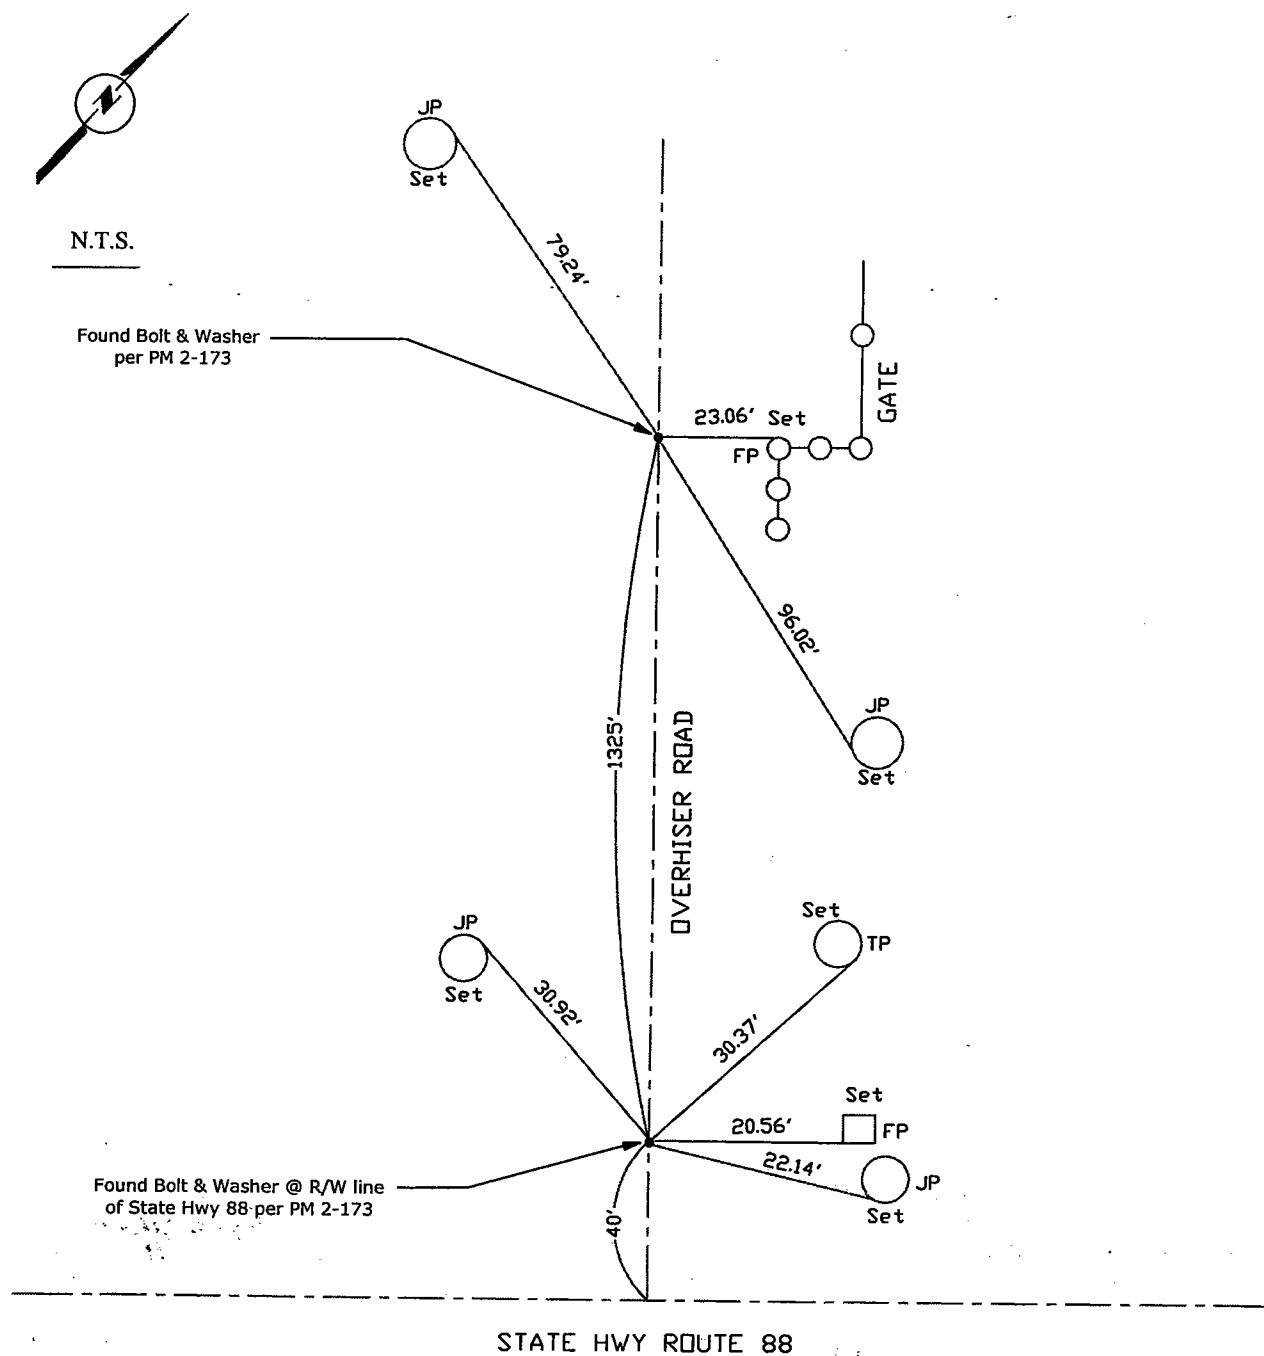 N
JP
Set
79.24'
N.T.S.
Found Bolt & Washer
per PM 2-173
23.06' Set
FP
GATE
96.02'
JP
Set
1325'
OVERHISER ROAD
Set
TP
JP
Set
30.92'
30.37'
Set
FP
20.56'
22.14'
JP
Set
Found Bolt & Washer @ R/W line
of State Hwy 88 per PM 2-173
40'
STATE HWY ROUTE 88